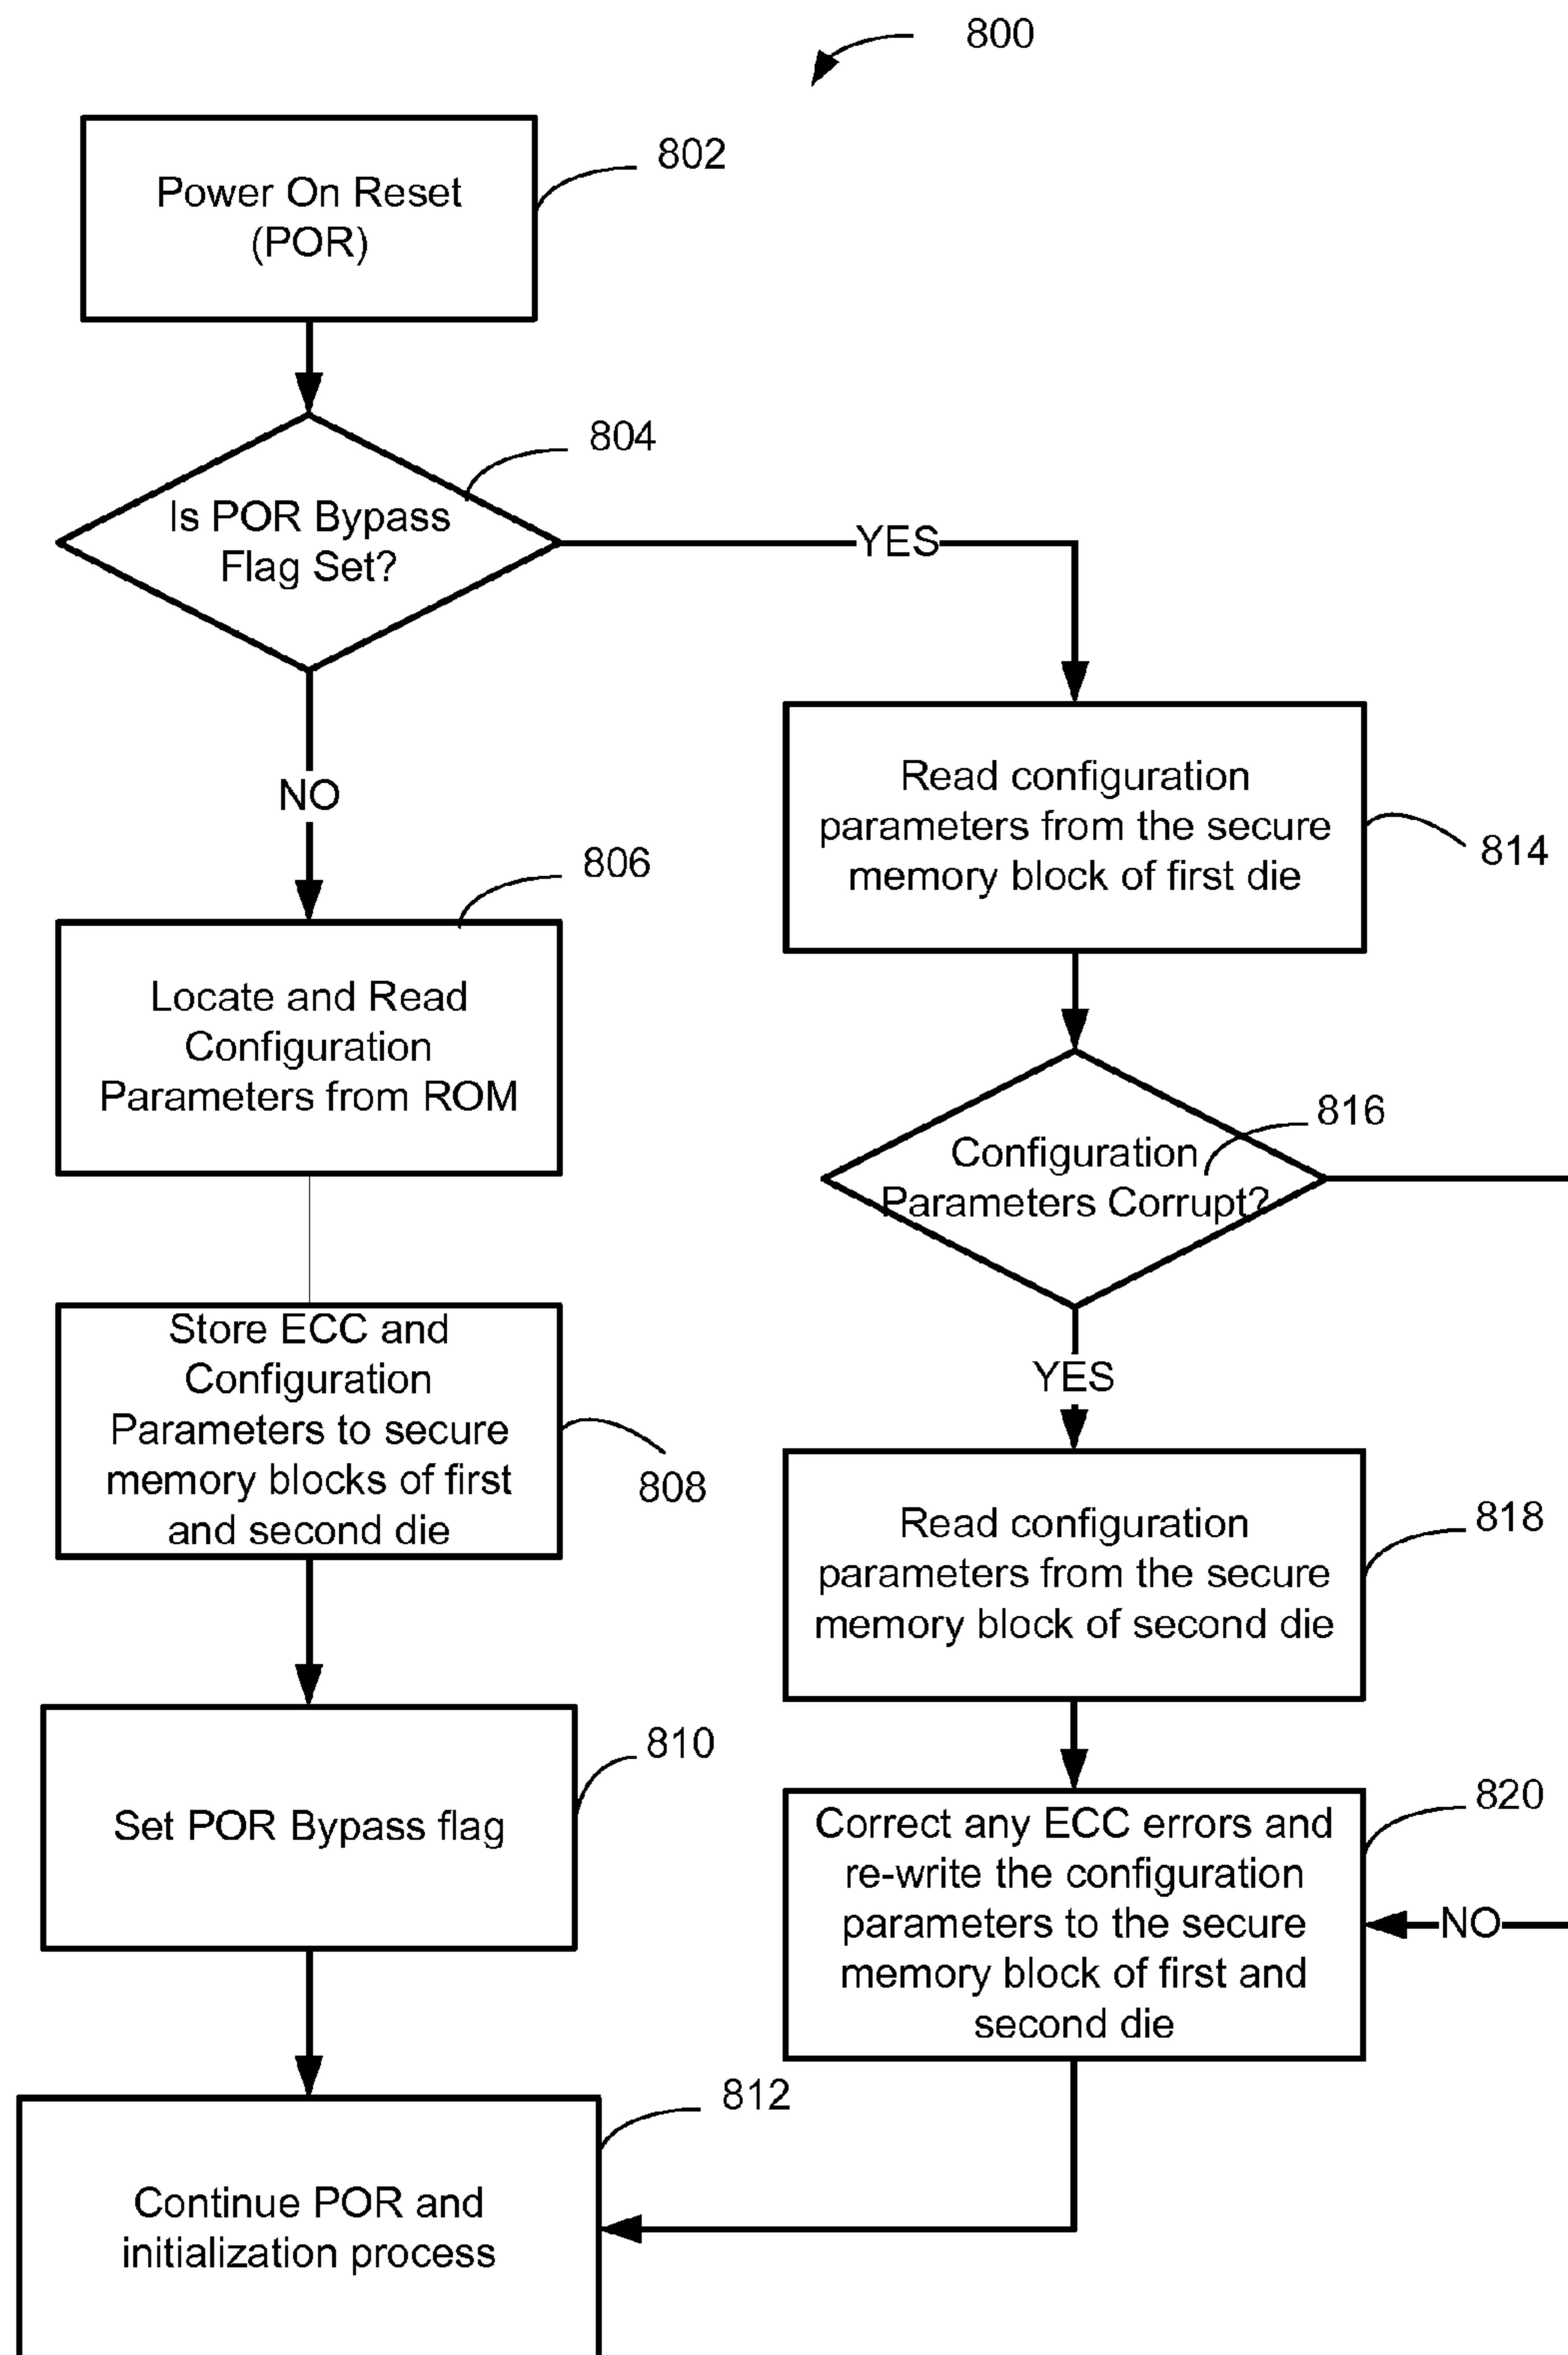 800
802
Power On Reset
(POR)
804
Is POR Bypass
Flag Set?
YES
NO
806
Locate and Read
Configuration
Parameters from ROM
Store ECC and
Configuration
Parameters to secure
memory blocks of first
and second die
808
810
Set POR Bypass flag
812
Continue POR and
initialization process
Read configuration
parameters from the secure
memory block of first die
814
816
Configuration
Parameters Corrupt?
YES
Read configuration
parameters from the secure
memory block of second die
818
820
Correct any ECC errors and
re-write the configuration
parameters to the secure
memory block of first and
second die
NO